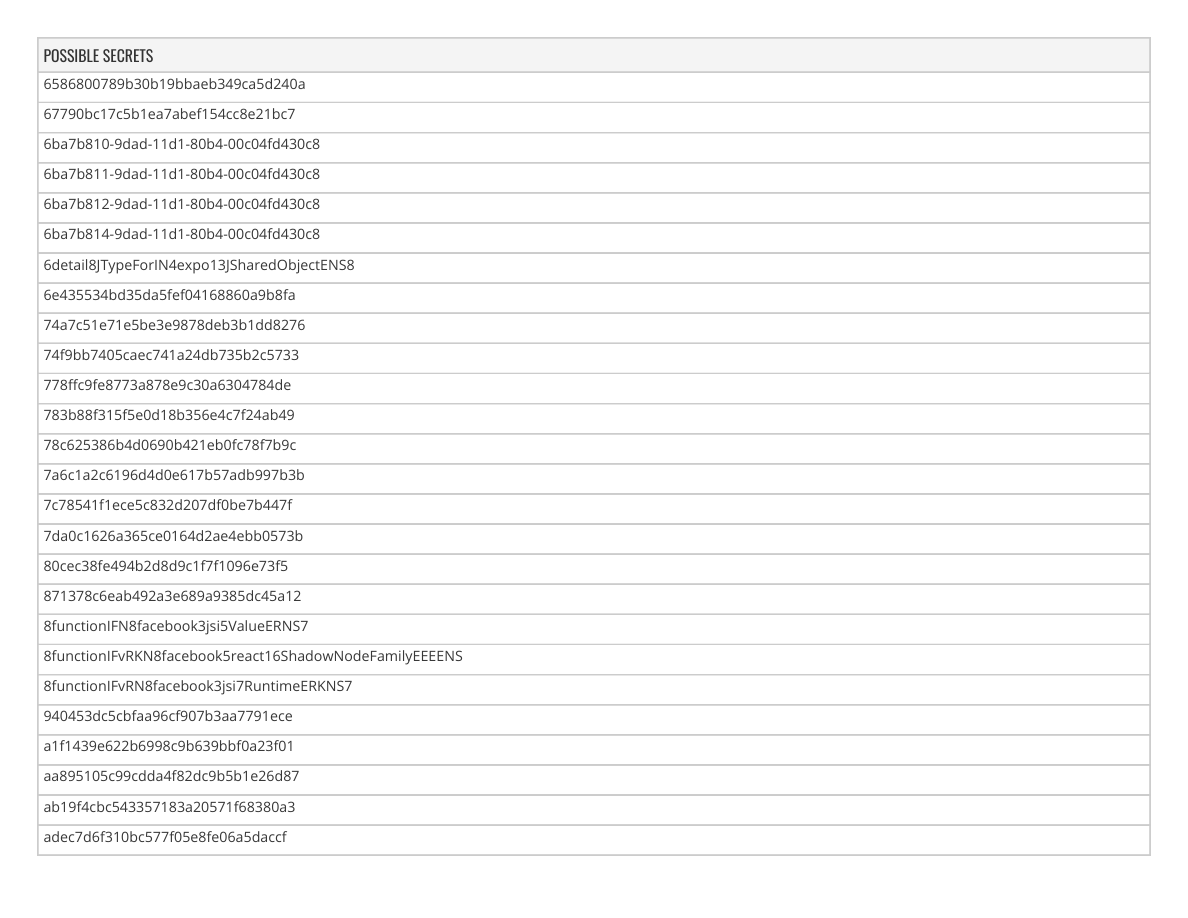 POSSIBLE SECRETS
6586800789b30b19bbaeb349ca5d240a
67790bc17c5b1ea7abef154cc8e21bc7
6ba7b810-9dad-11d1-80b4-00c04fd430c8
6ba7b811-9dad-11d1-80b4-00c04fd430c8
6ba7b812-9dad-11d1-80b4-00c04fd430c8
6ba7b814-9dad-11d1-80b4-00c04fd430c8
6detail8JTypeForIN4expo13JSharedObjectENS8
6e435534bd35da5fef04168860a9b8fa
74a7c51e71e5be3e9878deb3b1dd8276
74f9bb7405caec741a24db735b2c5733
778ffc9fe8773a878e9c30a6304784de
783b88f315f5e0d18b356e4c7f24ab49
78c625386b4d0690b421eb0fc78f7b9c
7a6c1a2c6196d4d0e617b57adb997b3b
7c78541f1ece5c832d207df0be7b447f
7da0c1626a365ce0164d2ae4ebb0573b
80cec38fe494b2d8d9c1f7f1096e73f5
871378c6eab492a3e689a9385dc45a12
8functionIFN8facebook3jsi5ValueERNS7
8functionIFvRKN8facebook5react16ShadowNodeFamilyEEEENS
8functionIFvRN8facebook3jsi7RuntimeERKNS7
940453dc5cbfaa96cf907b3aa7791ece
a1f1439e622b6998c9b639bbf0a23f01
aa895105c99cdda4f82dc9b5b1e26d87
ab19f4cbc543357183a20571f68380a3
adec7d6f310bc577f05e8fe06a5daccf